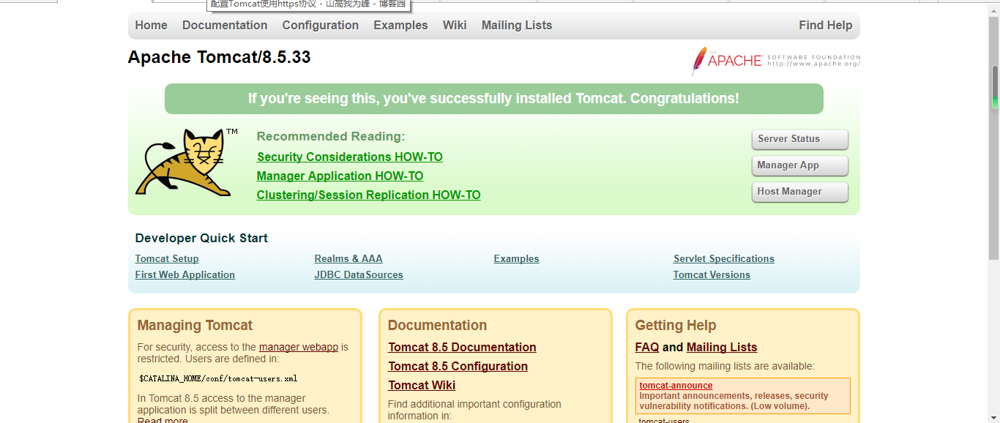 配置Tomcat使用https协议 - 山高我为峰 - 博客园
Home Documentation Configuration Examples Wiki Mailing Lists Find Help
Apache Tomcat/8.5.33
THE APACHE SOFTWARE FOUNDATION
http://www.apache.org/
If you're seeing this, you've successfully installed Tomcat. Congratulations!
TM
Recommended Reading:
Security Considerations HOW-TO
Manager Application HOW-TO
Clustering/Session Replication HOW-TO
Server Status
Manager App
Host Manager
Developer Quick Start
Tomcat Setup
First Web Application
Realms & AAA
JDBC DataSources
Examples
Servlet Specifications
Tomcat Versions
Managing Tomcat
For security, access to the manager webapp is
restricted. Users are defined in:
$CATALINA_HOME/conf/tomcat-users.xml
In Tomcat 8.5 access to the manager
application is split between different users.
Read more
Documentation
Tomcat 8.5 Documentation
Tomcat 8.5 Configuration
Tomcat Wiki
Find additional important configuration
information in:
Getting Help
FAQ and Mailing Lists
The following mailing lists are available:
tomcat-announce
Important announcements, releases, security
vulnerability notifications. (Low volume).
tomcat-users